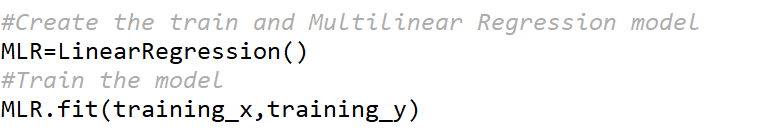 #Create the train and Multilinear Regression model
MLR=LinearRegression()
#Train the model
MLR.fit(training_x,training_y)